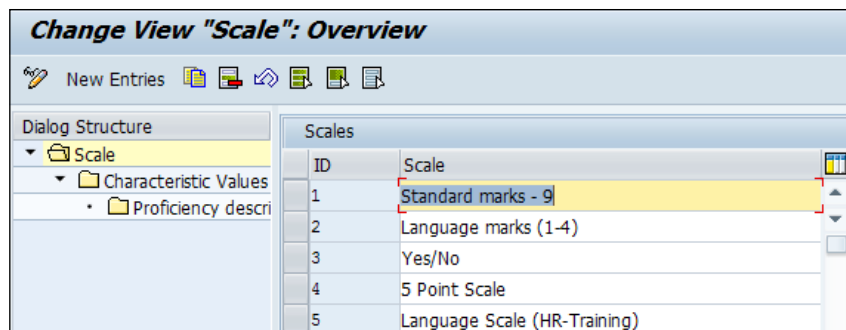 Change View "Scale": Overview
New Entries
Dialog Structure
Scale
Characteristic Values
Proficiency descri
Scales
ID Scale
1 Standard marks - 9
2 Language marks (1-4)
3 Yes/No
4 5 Point Scale
5 Language Scale (HR-Training)